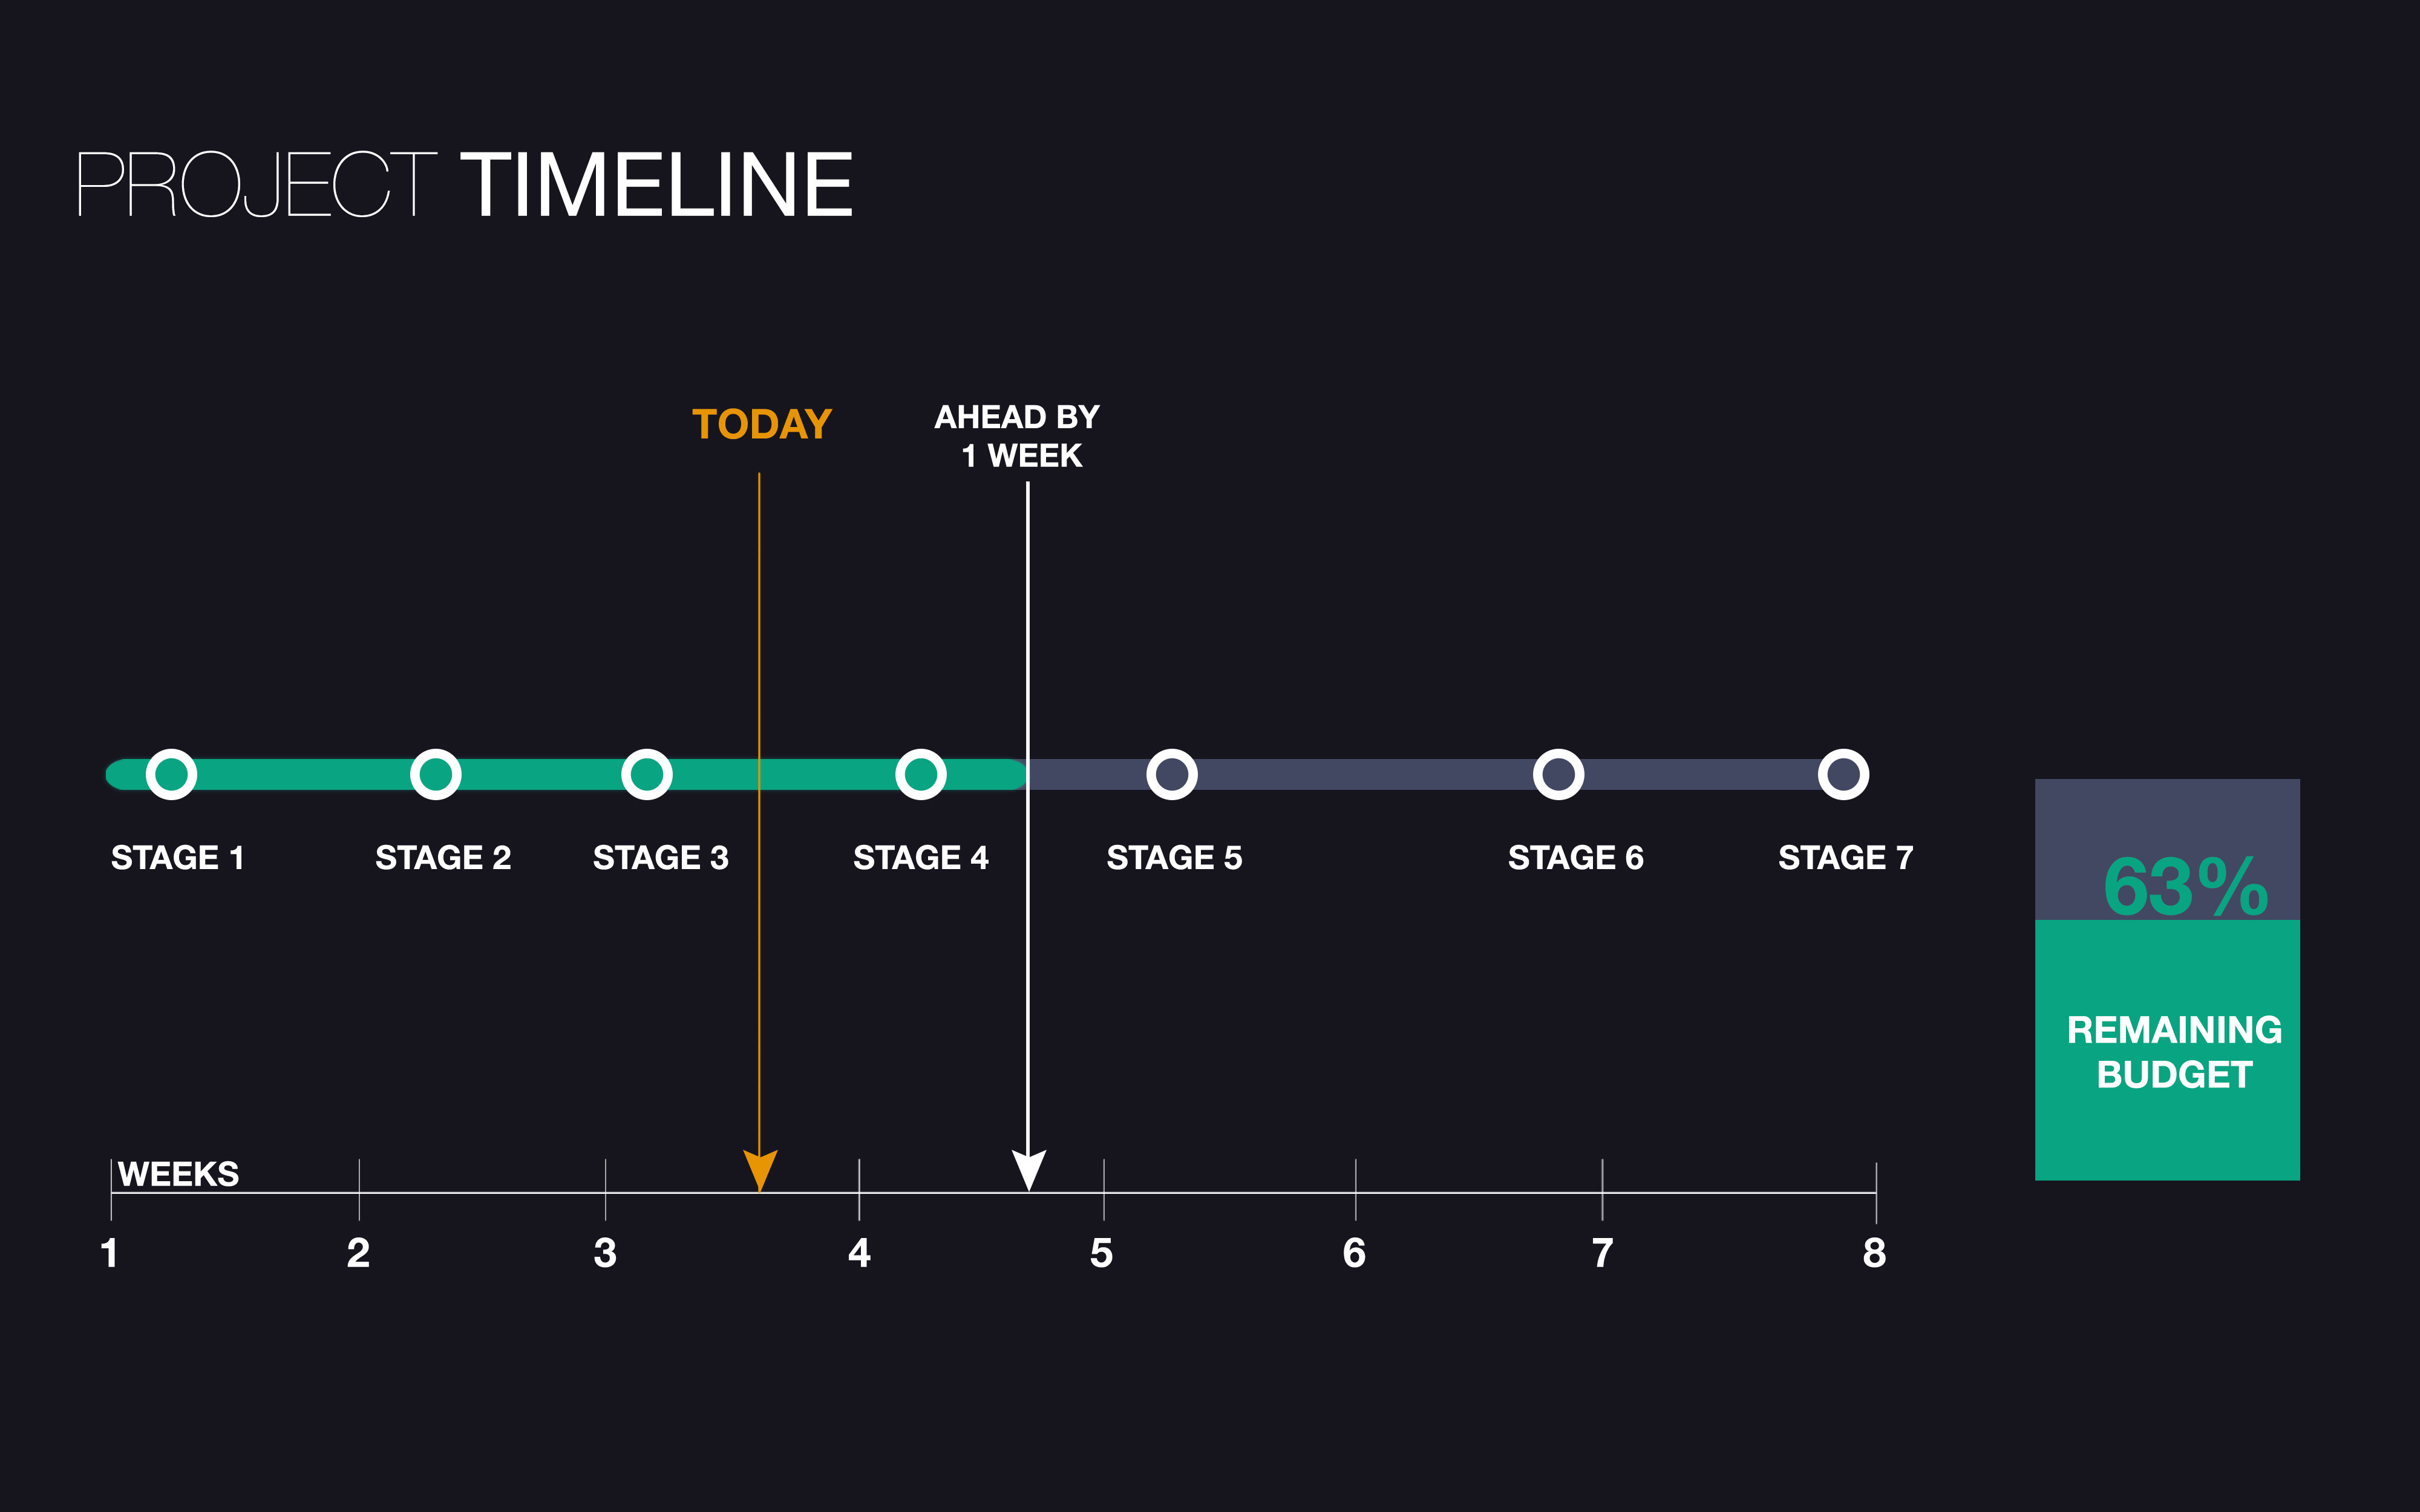 PROJECT TIMELINE
TODAY
AHEAD BY
1 WEEK
STAGE 1
STAGE 2
STAGE 3
STAGE 4
STAGE 5
STAGE 6
STAGE 7
63%
REMAINING
BUDGET
WEEKS
1 2 3 4 5 6 7 8